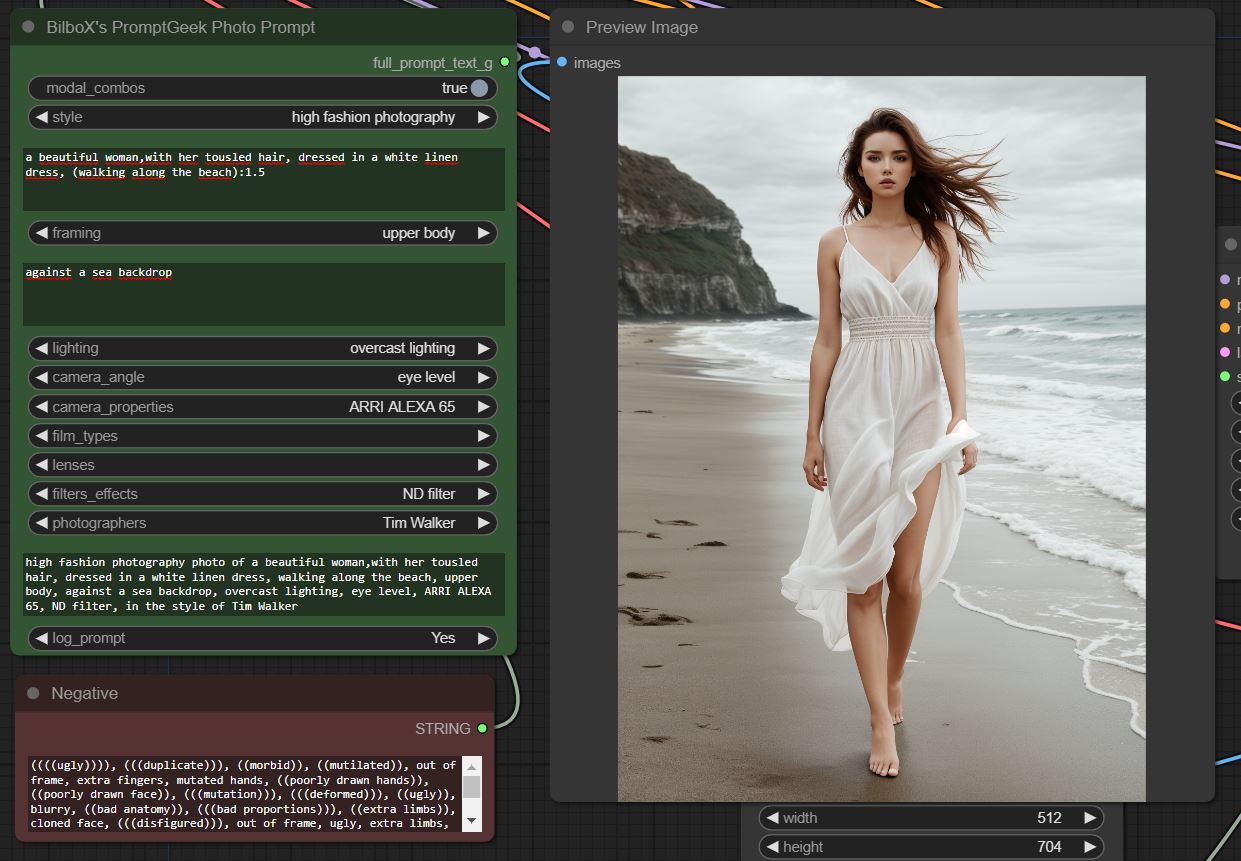 BilboX's PromptGeek Photo Prompt
full_prompt_text_g
modal_combos true
style high fashion photography
a beautiful woman,with her tousled hair, dressed in a white linen
dress, (walking along the beach):1.5
framing upper body
against a sea backdrop
lighting overcast lighting
camera_angle eye level
camera_properties ARRI ALEXA 65
film_types
lenses
filters_effects ND filter
photographers Tim Walker
high fashion photography photo of a beautiful woman,with her tousled
hair, dressed in a white linen dress, walking along the beach, upper
body, against a sea backdrop, overcast lighting, eye level, ARRI ALEXA
65, ND filter, in the style of Tim Walker
log_prompt Yes
Negative
STRING
((((ugly)))), (((duplicate))), ((morbid)), ((mutilated)), out of
frame, extra fingers, mutated hands, ((poorly drawn hands)),
((poorly drawn face)), (((mutation))), (((deformed))), ((ugly)),
blurry, ((bad anatomy)), (((bad proportions))), ((extra limbs)),
cloned face, (((disfigured))), out of frame, ugly, extra limbs,
Preview Image
images
width 512
height 704